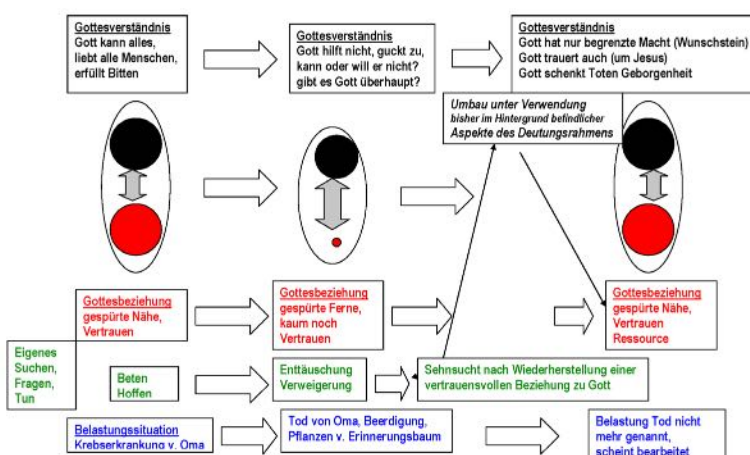 Gottesverständnis
Gott kann alles,
liebt alle Menschen,
erfüllt Bitten
Gottesverständnis
Gott hilft nicht, guckt zu,
kann oder will er nicht?
gibt es Gott überhaupt?
Gottesverständnis
Gott hat nur begrenzte Macht (Wunschstein)
Gott trauert auch (um Jesus)
Gott schenkt Toten Geborgenheit
Umbau unter Verwendung
bisher im Hintergrund befindlicher
Aspekte des Deutungsrahmens
Gottesbeziehung
gespürte Nähe,
Vertrauen
Gottesbeziehung
gespürte Ferne,
kaum noch
Vertrauen
Gottesbeziehung
gespürte Nähe,
Vertrauen
Ressource
Eigenes
Suchen,
Fragen,
Tun
Beten
Hoffen
Enttäuschung
Verweigerung
Sehnsucht nach Wiederherstellung einer
vertrauensvollen Beziehung zu Gott
Belastungssituation
Krebserkrankung v. Oma
Tod von Oma, Beerdigung,
Pflanzen v. Erinnerungsbaum
Belastung Tod nicht
mehr genannt,
scheint bearbeitet